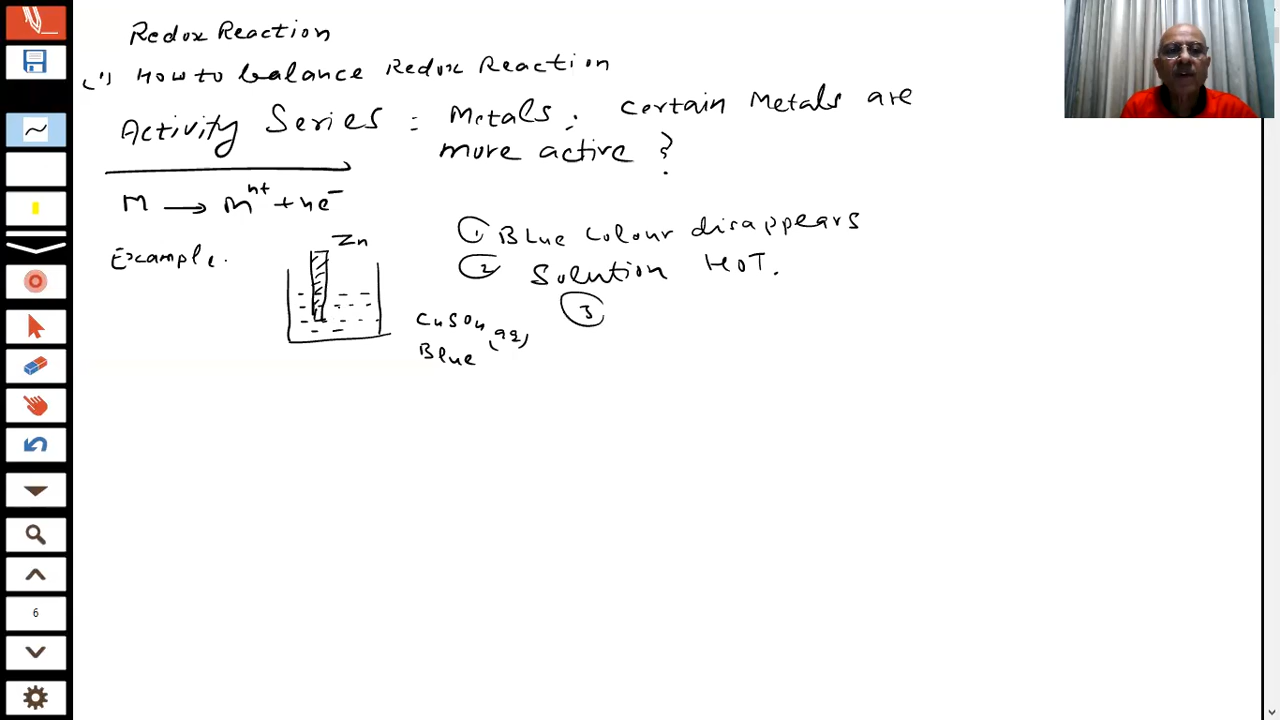 Redox Reaction
(1) How to balance Redox Reaction
Activity Series : Metals; certain Metals are
more active ?
M → M^n+ + ne^-
Example.
Zn
CuSO4 (aq)
Blue
① Blue colour disappears
② Solution HOT.
③
6